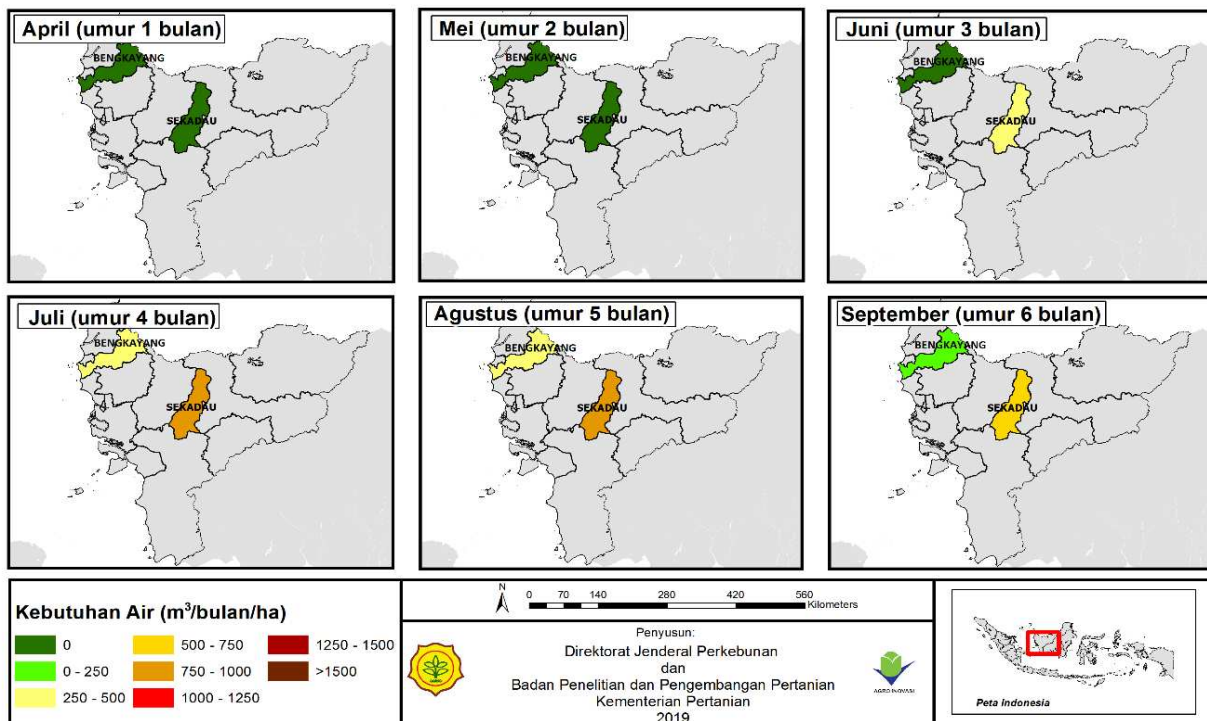 April (umur 1 bulan)
BENGKAYANG
SEKADAU
Mei (umur 2 bulan)
BENGKAYANG
SEKADAU
Juni (umur 3 bulan)
BENGKAYANG
SEKADAU
Juli (umur 4 bulan)
BENGKAYANG
SEKADAU
Agustus (umur 5 bulan)
BENGKAYANG
SEKADAU
September (umur 6 bulan)
BENGKAYANG
SEKADAU
Kebutuhan Air (m³/bulan/ha)
0
0 - 250
250 - 500
500 - 750
750 - 1000
1000 - 1250
1250 - 1500
>1500
N
0 70 140 280 420 560
Kilometers
Penyusun:
Direktorat Jenderal Perkebunan
dan
Badan Penelitian dan Pengembangan Pertanian
Kementerian Pertanian
2019
AGRO INOVASI
Peta Indonesia